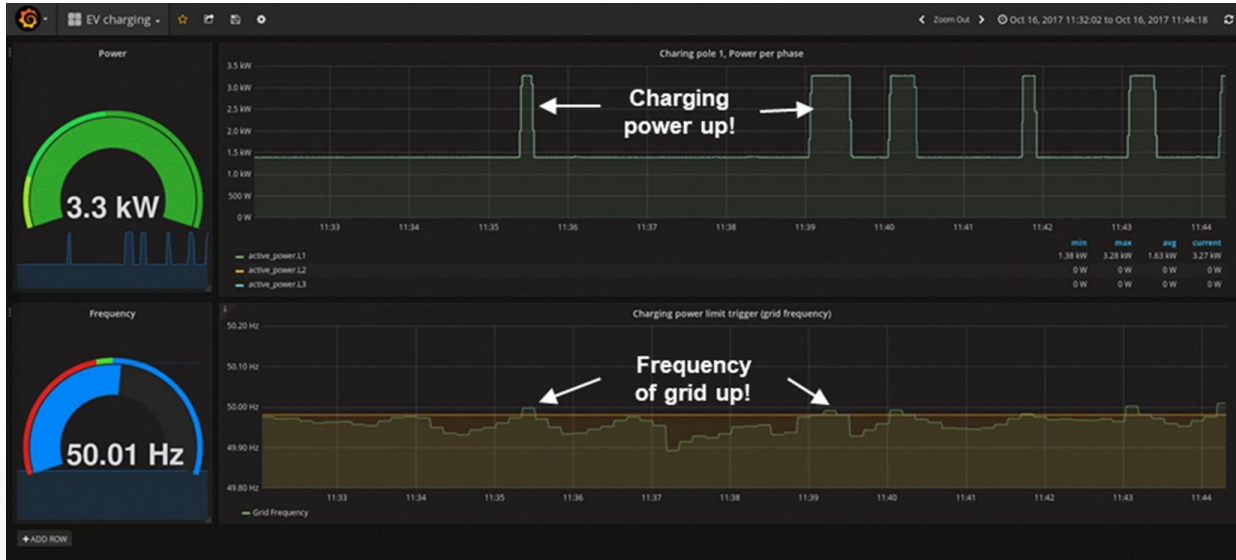 EV charging
Zoom Out
Oct 16, 2017 11:32:02 to Oct 16, 2017 11:44:18
Power
3.3 kW
Charing pole 1, Power per phase
3.5 kW
3.0 kW
2.5 kW
2.0 kW
1.5 kW
1.0 kW
500 W
0 W
Charging
power up!
11:33 11:34 11:35 11:36 11:37 11:38 11:39 11:40 11:41 11:42 11:43 11:44
min max avg current
active_power.L1 1.38 kW 3.28 kW 1.63 kW 3.27 kW
active_power.L2 0 W 0 W 0 W 0 W
active_power.L3 0 W 0 W 0 W 0 W
Frequency
50.01 Hz
Charging power limit trigger (grid frequency)
50.20 Hz
50.10 Hz
50.00 Hz
49.90 Hz
49.80 Hz
Frequency
of grid up!
11:33 11:34 11:35 11:36 11:37 11:38 11:39 11:40 11:41 11:42 11:43 11:44
Grid Frequency
+ADD ROW